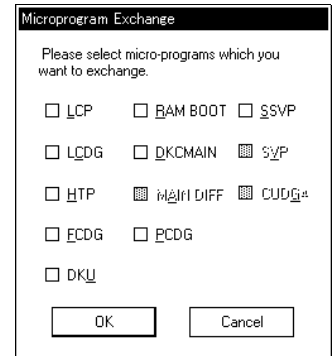 Microprogram Exchange
Please select micro-programs which you
want to exchange.
LCP RAM BOOT SSVP
LCDG DKCMAIN SVP
HTP MAIN DIFF CUDG4
FCDG PCDG
DKU
OK Cancel